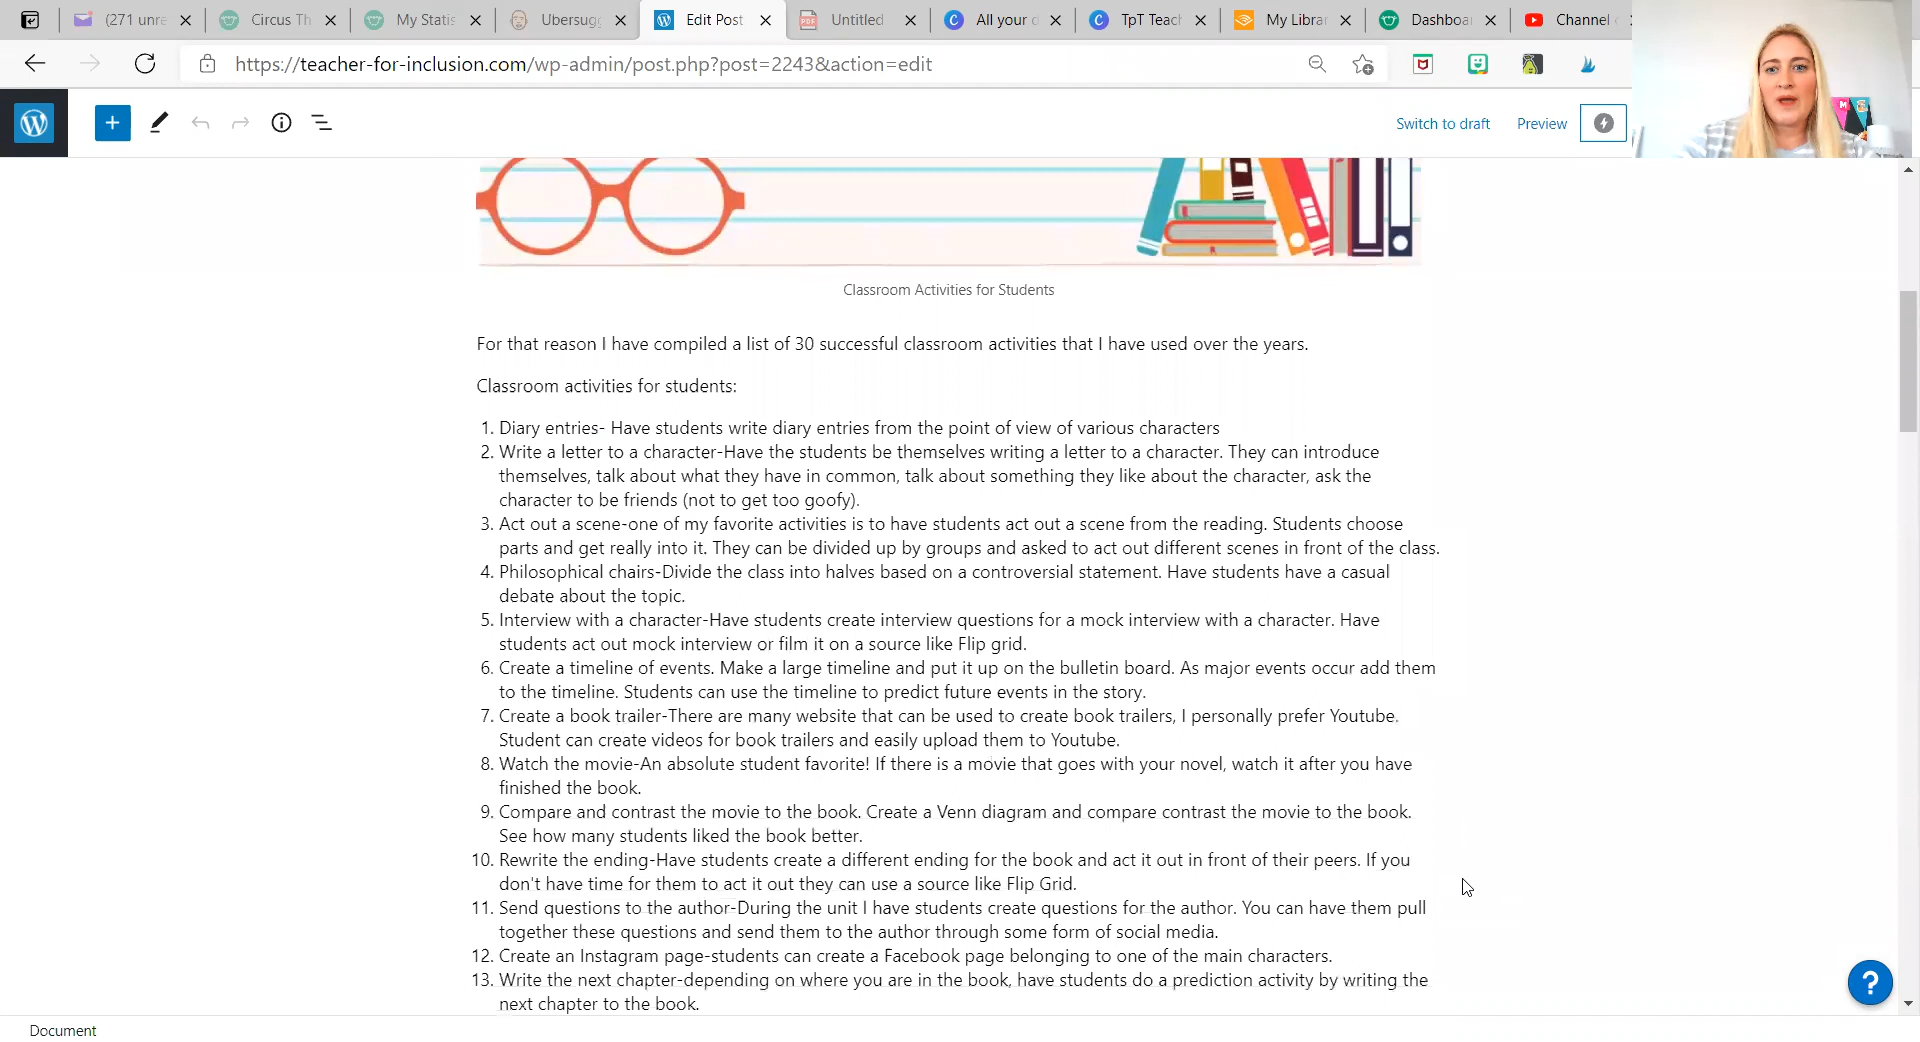 (271 unre
Circus Th
My Statis
Ubersugg
Edit Post
Untitled
All your d
TpT Teach
My Librar
Dashboar
Channel
https://teacher-for-inclusion.com/wp-admin/post.php?post=2243&action=edit
Switch to draft
Preview
Classroom Activities for Students
For that reason I have compiled a list of 30 successful classroom activities that I have used over the years.
Classroom activities for students:
1. Diary entries- Have students write diary entries from the point of view of various characters
2. Write a letter to a character-Have the students be themselves writing a letter to a character. They can introduce
themselves, talk about what they have in common, talk about something they like about the character, ask the
character to be friends (not to get too goofy).
3. Act out a scene-one of my favorite activities is to have students act out a scene from the reading. Students choose
parts and get really into it. They can be divided up by groups and asked to act out different scenes in front of the class.
4. Philosophical chairs-Divide the class into halves based on a controversial statement. Have students have a casual
debate about the topic.
5. Interview with a character-Have students create interview questions for a mock interview with a character. Have
students act out mock interview or film it on a source like Flip grid.
6. Create a timeline of events. Make a large timeline and put it up on the bulletin board. As major events occur add them
to the timeline. Students can use the timeline to predict future events in the story.
7. Create a book trailer-There are many website that can be used to create book trailers, I personally prefer Youtube.
Student can create videos for book trailers and easily upload them to Youtube.
8. Watch the movie-An absolute student favorite! If there is a movie that goes with your novel, watch it after you have
finished the book.
9. Compare and contrast the movie to the book. Create a Venn diagram and compare contrast the movie to the book.
See how many students liked the book better.
10. Rewrite the ending-Have students create a different ending for the book and act it out in front of their peers. If you
don't have time for them to act it out they can use a source like Flip Grid.
11. Send questions to the author-During the unit I have students create questions for the author. You can have them pull
together these questions and send them to the author through some form of social media.
12. Create an Instagram page-students can create a Facebook page belonging to one of the main characters.
13. Write the next chapter-depending on where you are in the book, have students do a prediction activity by writing the
next chapter to the book.
Document